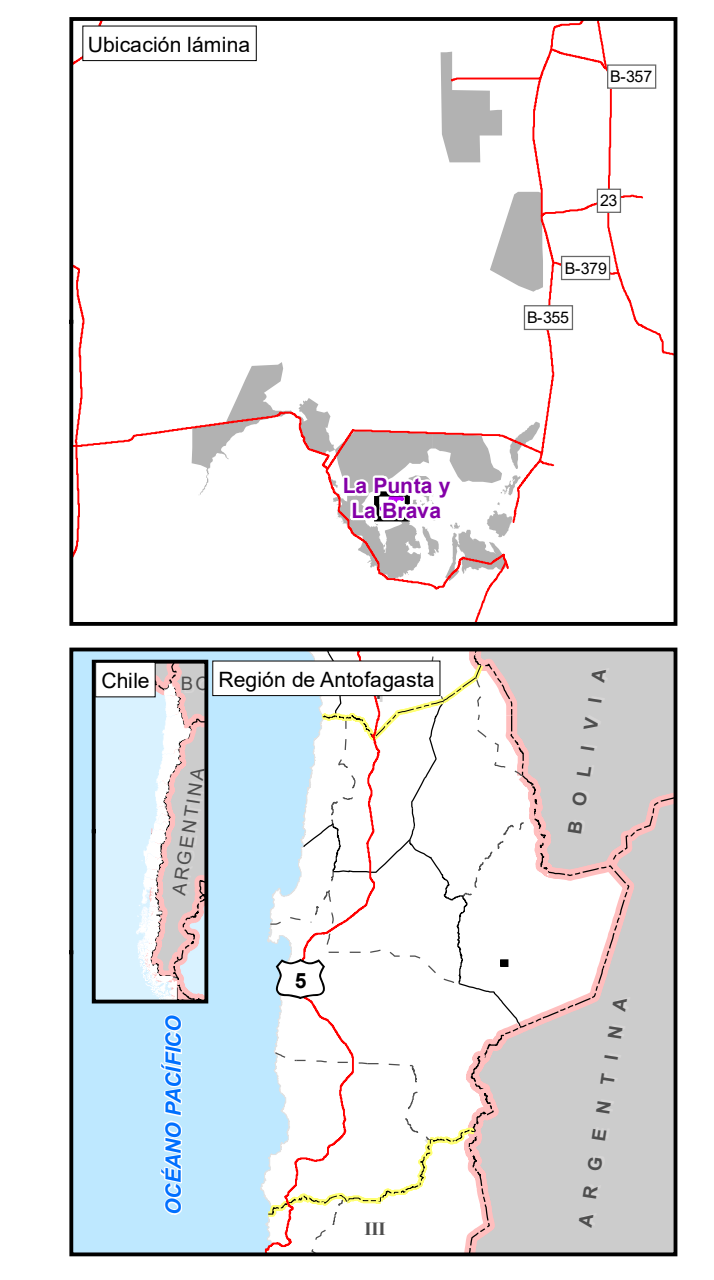 Ubicación lámina
B-357
23
B-379
B-355
La Punta y
La Brava
Chile
BO
Región de Antofagasta
BOLIVIA
ARGENTINA
5
OCÉANO PACÍFICO
ARGENTINA
III